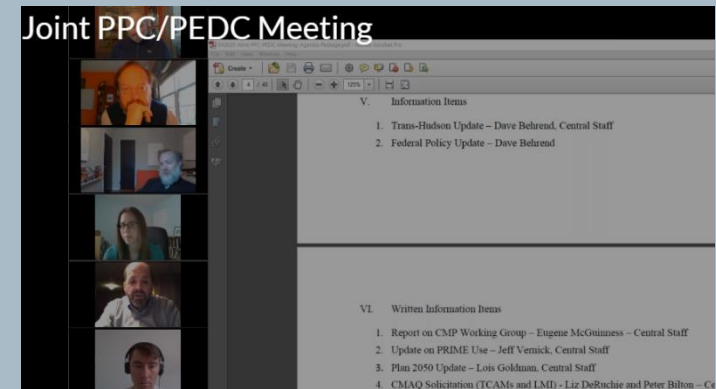 Joint PPC/PEDC Meeting
Create
4
125%
V. Information Items
1. Trans-Hudson Update – Dave Behrend, Central Staff
2. Federal Policy Update – Dave Behrend
VI. Written Information Items
1. Report on CMP Working Group – Eugene McGuinness – Central Staff
2. Update on PRIME Use – Jeff Vernick, Central Staff
3. Plan 2050 Update – Lois Goldman, Central Staff
4. CMAQ Solicitation (TCAMs and LMI) - Liz DeRuchie and Peter Bilton – Ce